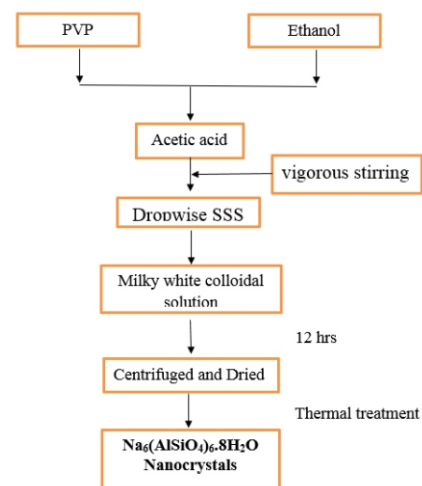 PVP
Ethanol
Acetic acid
vigorous stirring
Dropwise SSS
Milky white colloidal
solution
12 hrs
Centrifuged and Dried
Thermal treatment
Na₆(AlSiO₄)₆.8H₂O
Nanocrystals